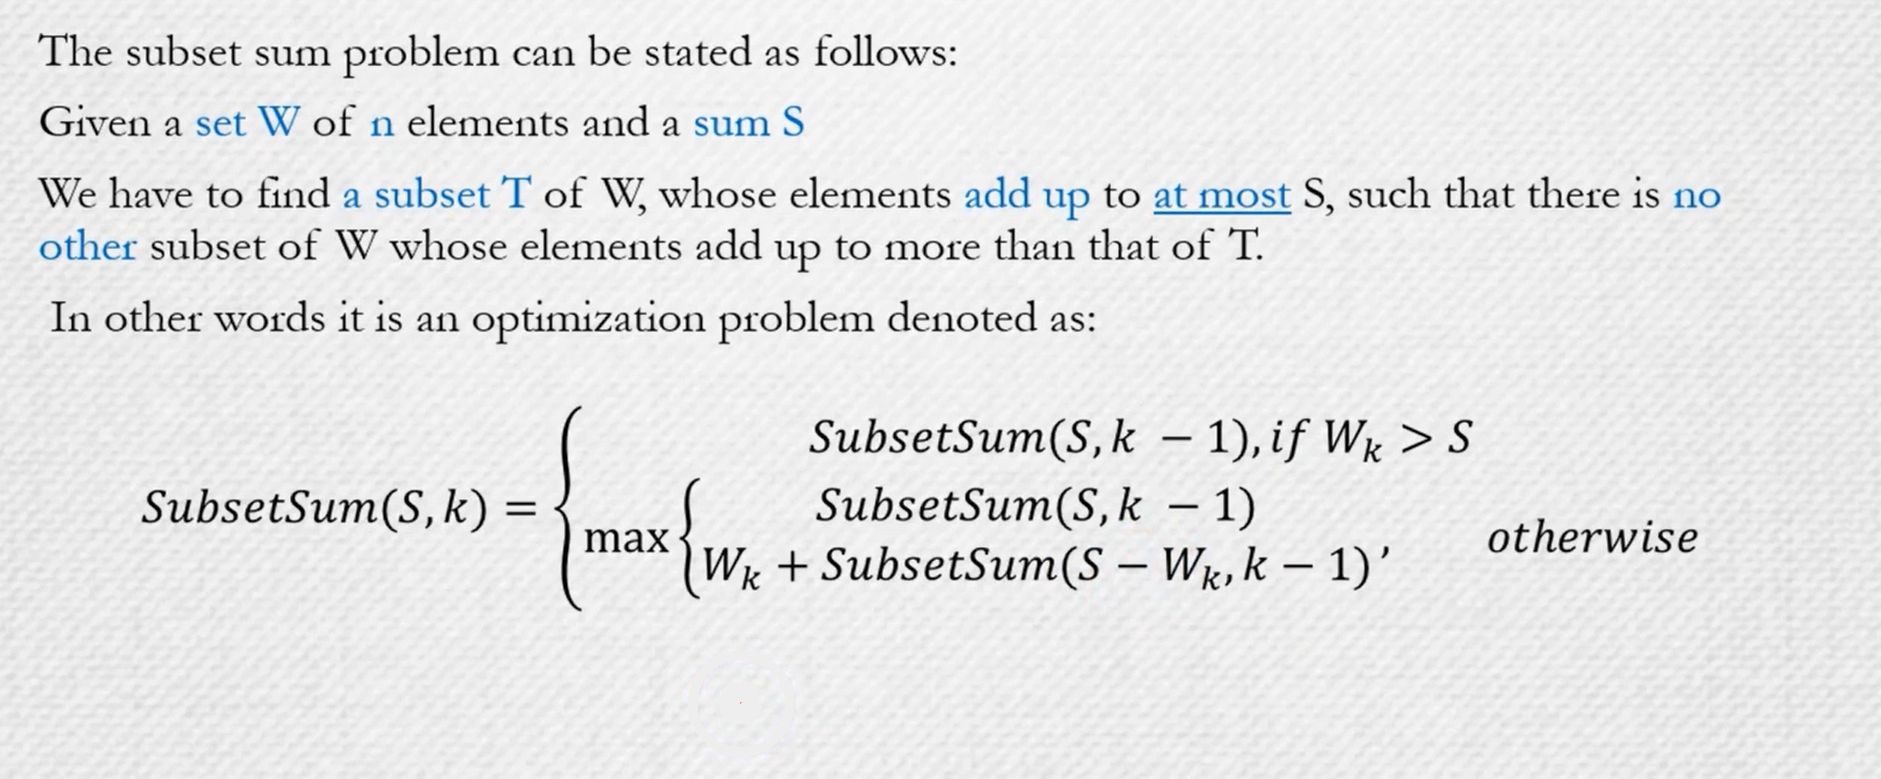 The subset sum problem can be stated as follows:
Given a set W of n elements and a sum S
We have to find a subset T of W, whose elements add up to at most S, such that there is no
other subset of W whose elements add up to more than that of T.
In other words it is an optimization problem denoted as:
SubsetSum(S, k − 1), if Wₖ > S
SubsetSum(S, k) = { max { SubsetSum(S, k − 1)
Wₖ + SubsetSum(S − Wₖ, k − 1)’ otherwise